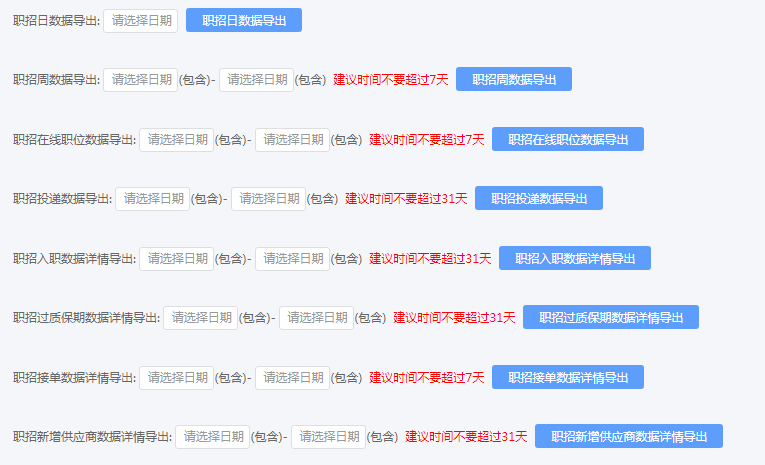 职招日数据导出: 请选择日期 职招日数据导出
职招周数据导出: 请选择日期 (包含)- 请选择日期 (包含) 建议时间不要超过7天 职招周数据导出
职招在线职位数据导出: 请选择日期 (包含)- 请选择日期 (包含) 建议时间不要超过7天 职招在线职位数据导出
职招投递数据导出: 请选择日期 (包含)- 请选择日期 (包含) 建议时间不要超过31天 职招投递数据导出
职招入职数据详情导出: 请选择日期 (包含)- 请选择日期 (包含) 建议时间不要超过31天 职招入职数据详情导出
职招过质保期数据详情导出: 请选择日期 (包含)- 请选择日期 (包含) 建议时间不要超过31天 职招过质保期数据详情导出
职招接单数据详情导出: 请选择日期 (包含)- 请选择日期 (包含) 建议时间不要超过7天 职招接单数据详情导出
职招新增供应商数据详情导出: 请选择日期 (包含)- 请选择日期 (包含) 建议时间不要超过31天 职招新增供应商数据详情导出